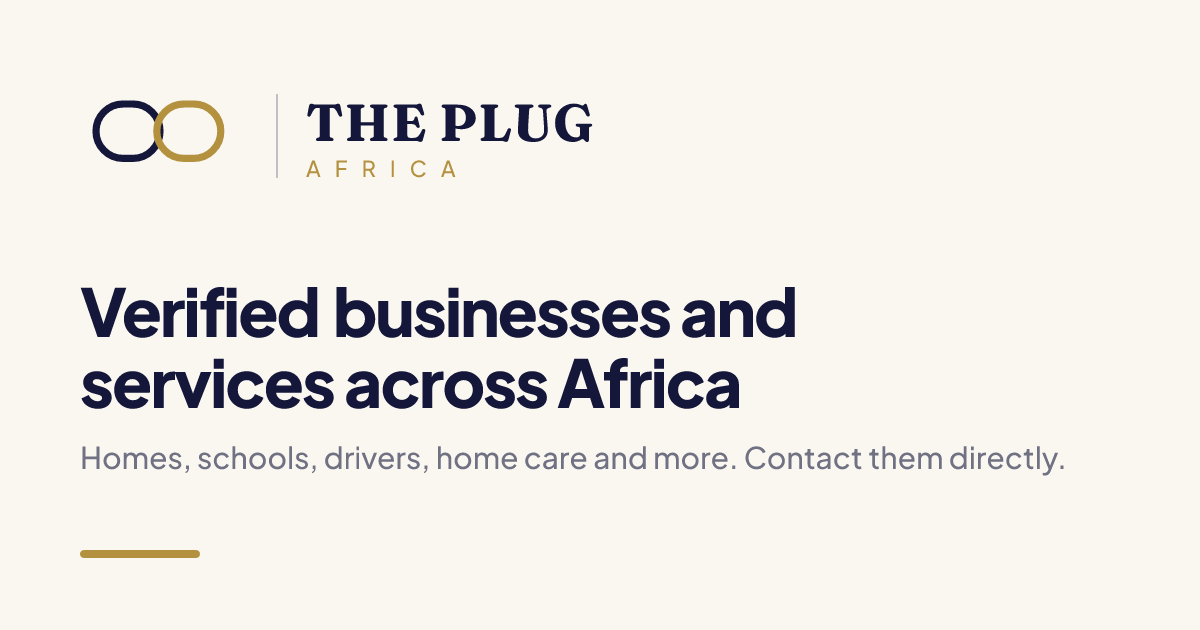 THE PLUG
AFRICA
Verified businesses and
services across Africa
Homes, schools, drivers, home care and more. Contact them directly.